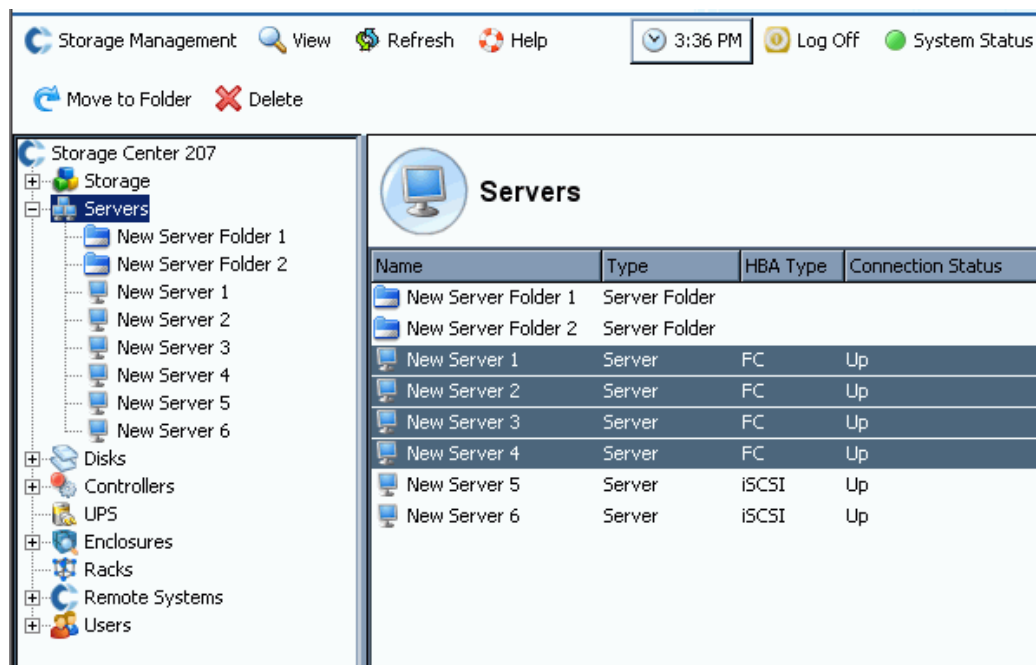 Storage Management View Refresh Help 3:36 PM Log Off System Status
Move to Folder Delete
Storage Center 207
Storage
Servers
New Server Folder 1
New Server Folder 2
New Server 1
New Server 2
New Server 3
New Server 4
New Server 5
New Server 6
Disks
Controllers
UPS
Enclosures
Racks
Remote Systems
Users
Servers
Name Type HBA Type Connection Status
New Server Folder 1 Server Folder
New Server Folder 2 Server Folder
New Server 1 Server FC Up
New Server 2 Server FC Up
New Server 3 Server FC Up
New Server 4 Server FC Up
New Server 5 Server iSCSI Up
New Server 6 Server iSCSI Up